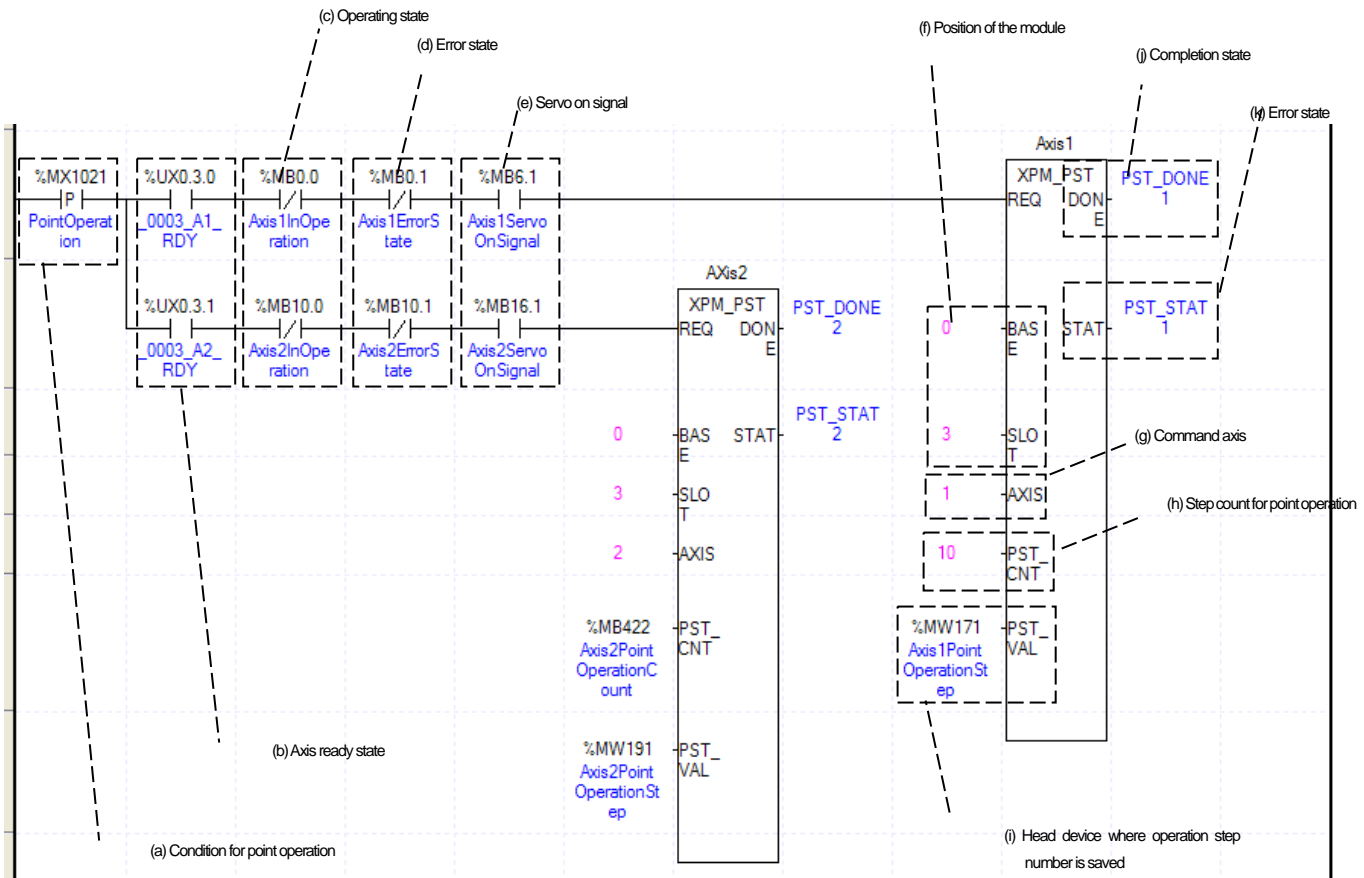 (c) Operating state
(d) Error state
(e) Servo on signal
(f) Position of the module
(j) Completion state
(k) Error state
%MX1021
P
PointOperat
ion
%UX0.3.0
_0003_A1_
RDY
%MB0.0
Axis1InOpe
ration
%MB0.1
Axis1ErrorS
tate
%MB6.1
Axis1Servo
OnSignal
Axis1
XPM_PST
REQ
DON
E
PST_DONE
1
%UX0.3.1
_0003_A2_
RDY
%MB10.0
Axis2InOpe
ration
%MB10.1
Axis2ErrorS
tate
%MB16.1
Axis2Servo
OnSignal
AXis2
XPM_PST
REQ
DON
E
PST_DONE
2
0
BAS
E
STAT
PST_STAT
1
0
BAS
E
STAT
PST_STAT
2
3
SLO
T
(g) Command axis
3
SLO
T
1
AXIS
(h) Step count for point operation
2
AXIS
10
PST_
CNT
%MB422
Axis2Point
OperationC
ount
PST_
CNT
%MW171
Axis1Point
OperationSt
ep
PST_
VAL
%MW191
Axis2Point
OperationSt
ep
PST_
VAL
(b) Axis ready state
(a) Condition for point operation
(i) Head device where operation step
number is saved